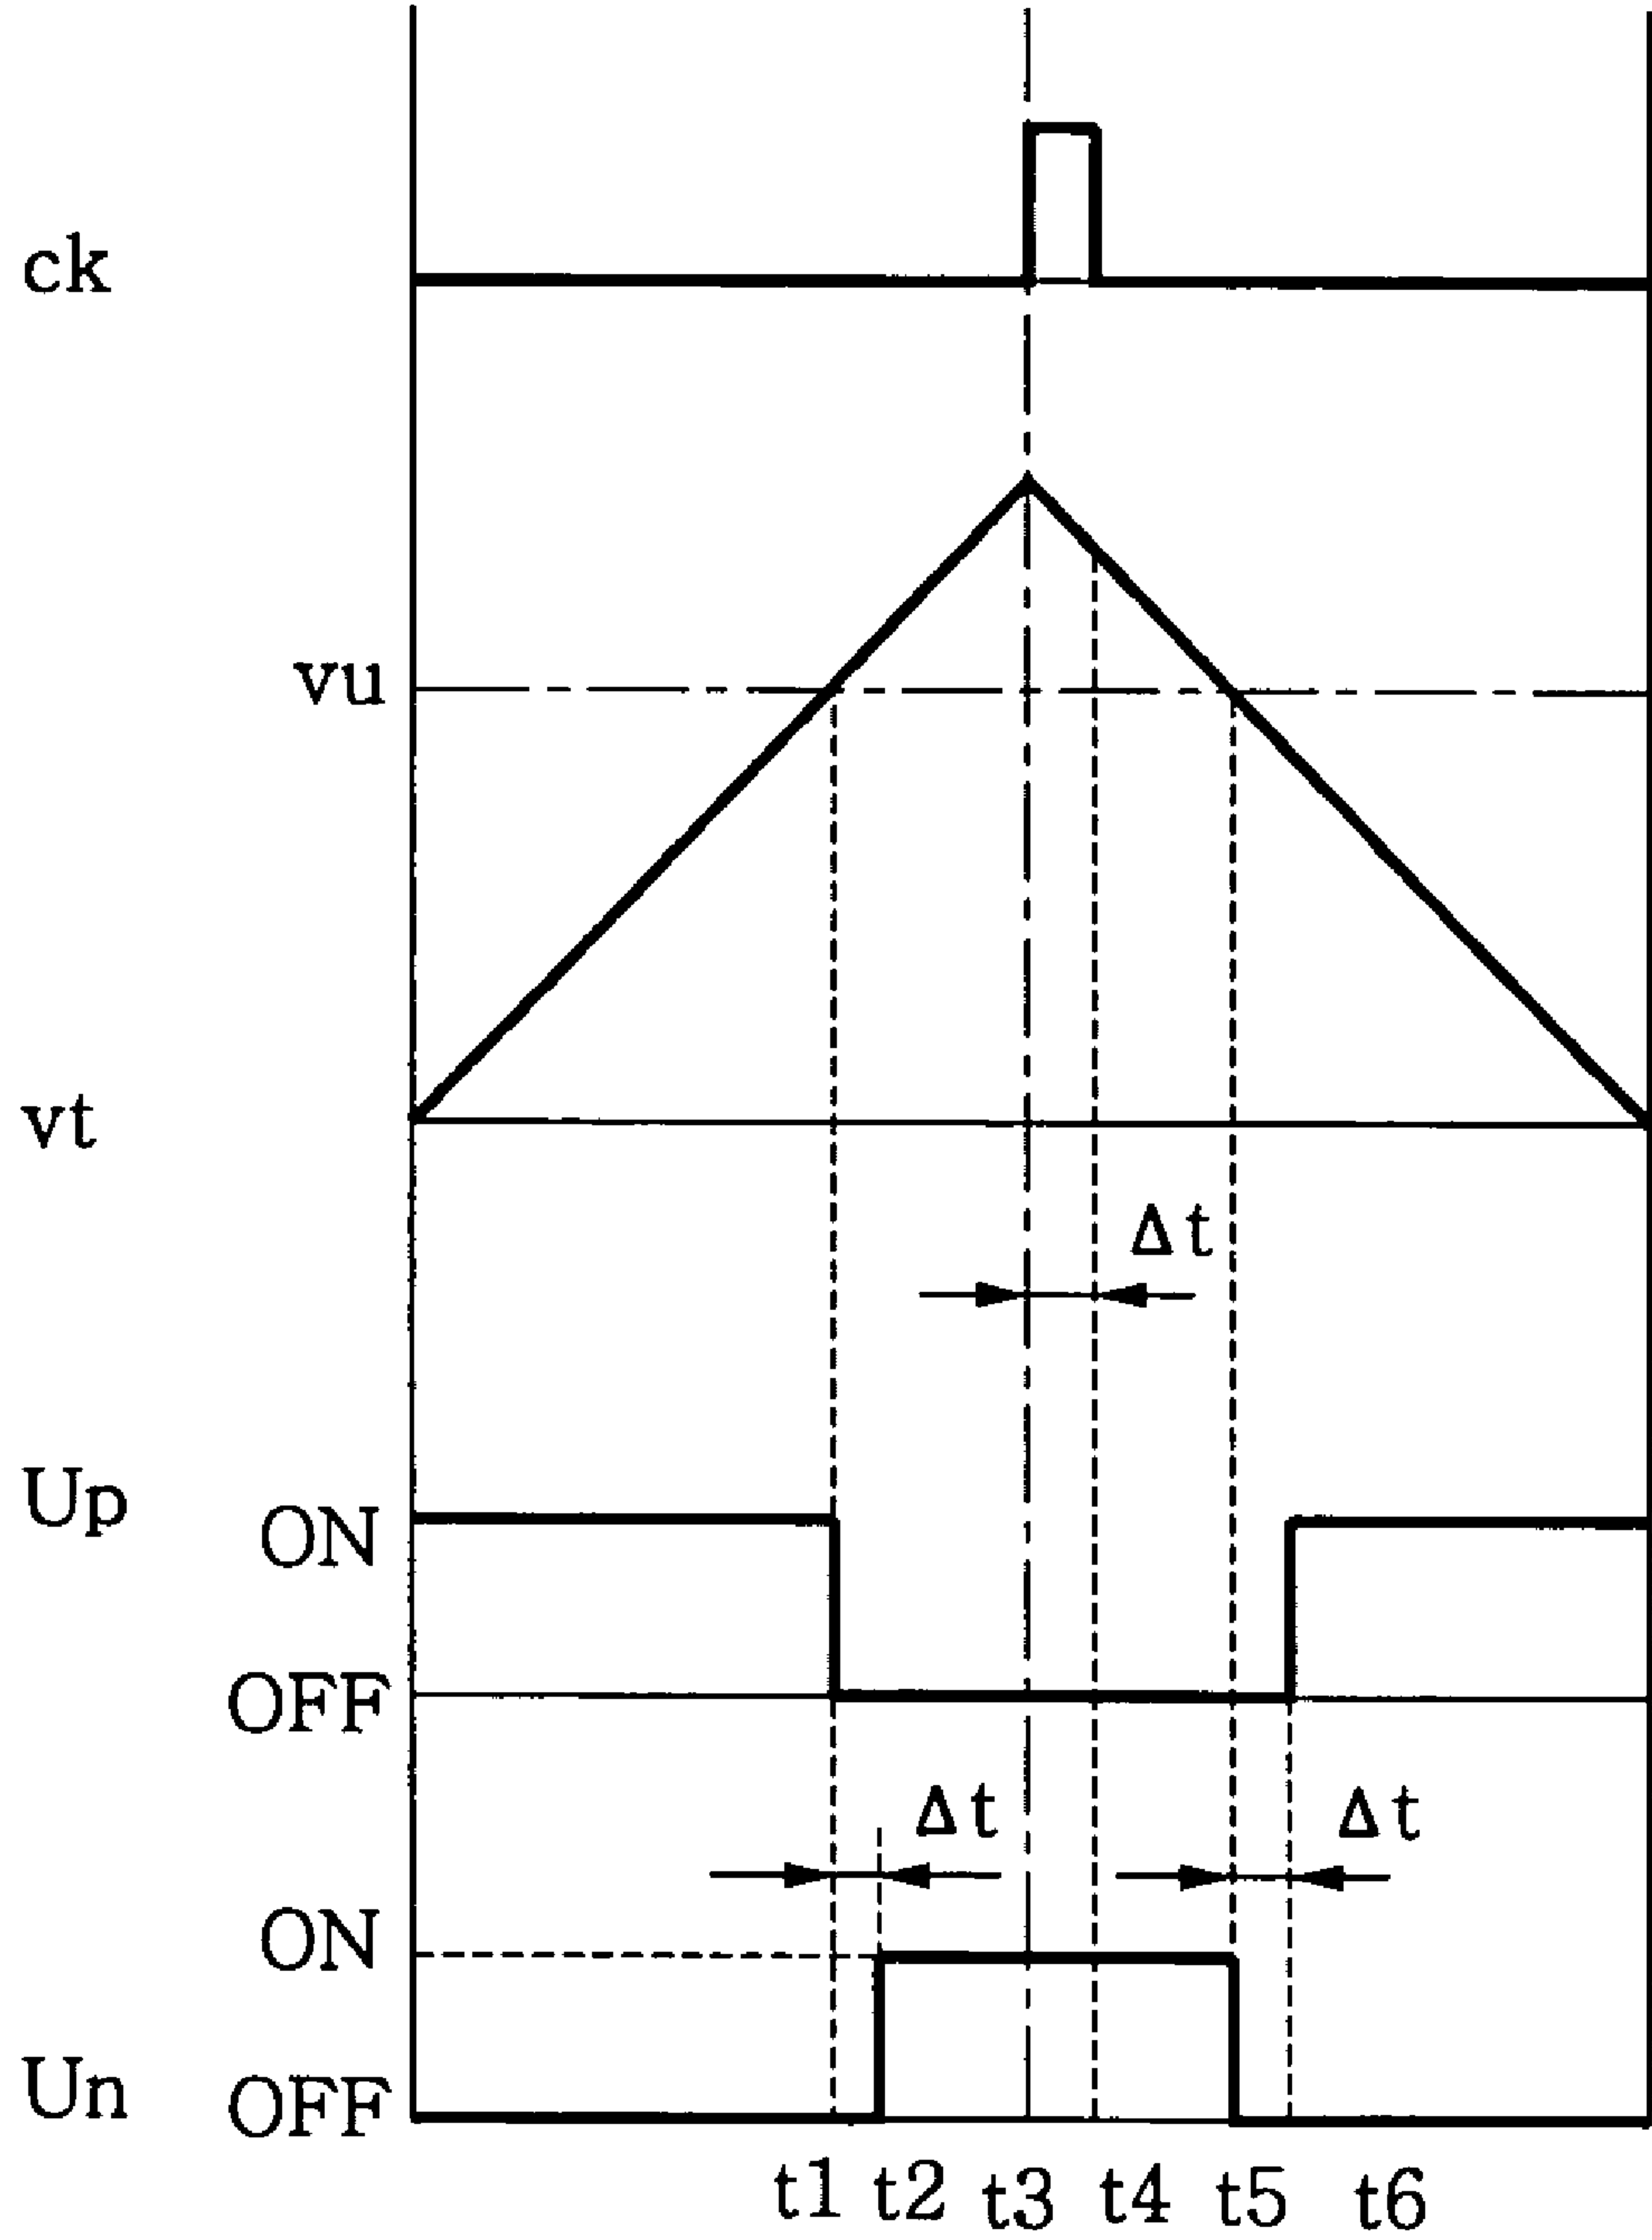 ck
vu
vt
Δt
Up
ON
OFF
Δt Δt
ON
Un OFF
t1 t2 t3 t4 t5 t6